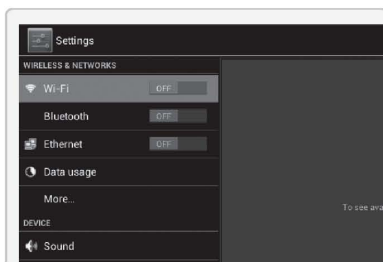 Settings
WIRELESS & NETWORKS
Wi-Fi OFF
Bluetooth OFF
Ethernet OFF
Data usage
More...
To see ava
DEVICE
Sound